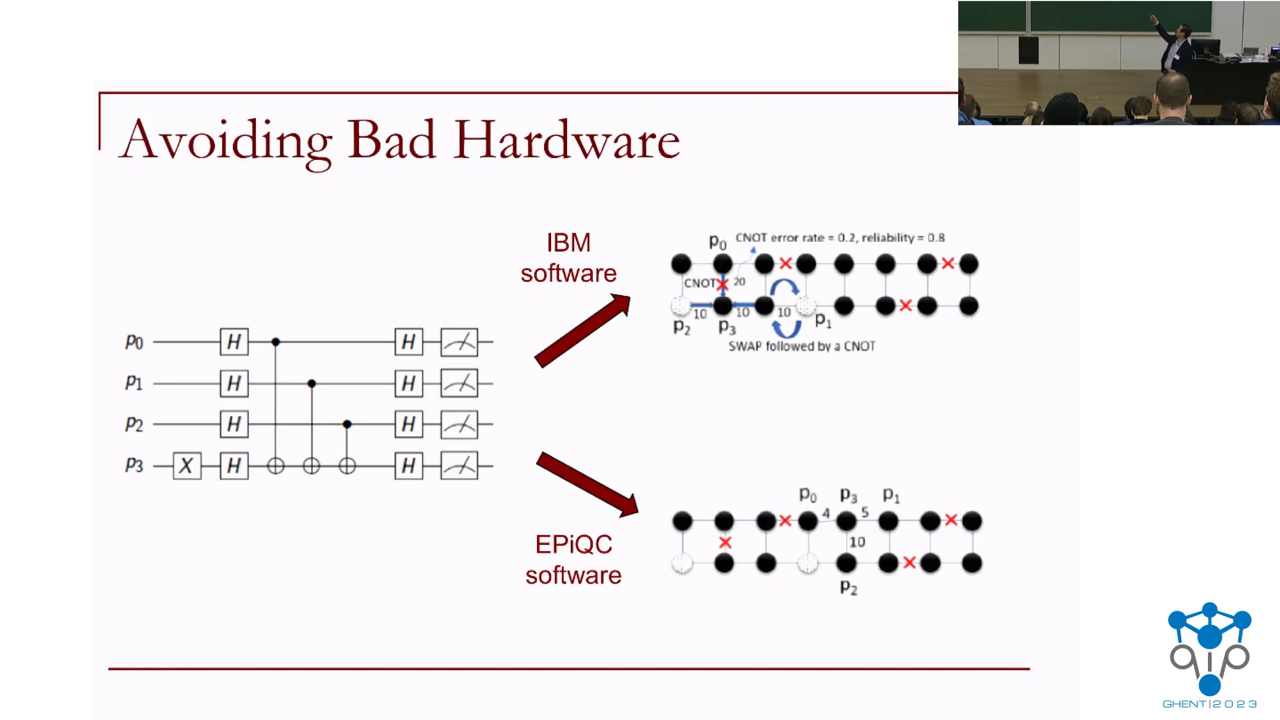 Avoiding Bad Hardware
IBM
software
p0
CNOT error rate = 0.2, reliability = 0.8
CNOT
20
10
10
10
p2
p3
p1
SWAP followed by a CNOT
p0
H
H
p1
H
H
p2
H
H
p3
X
H
H
EPiQC
software
p0
p3
p1
4
5
10
p2
qip
GHENT|2023